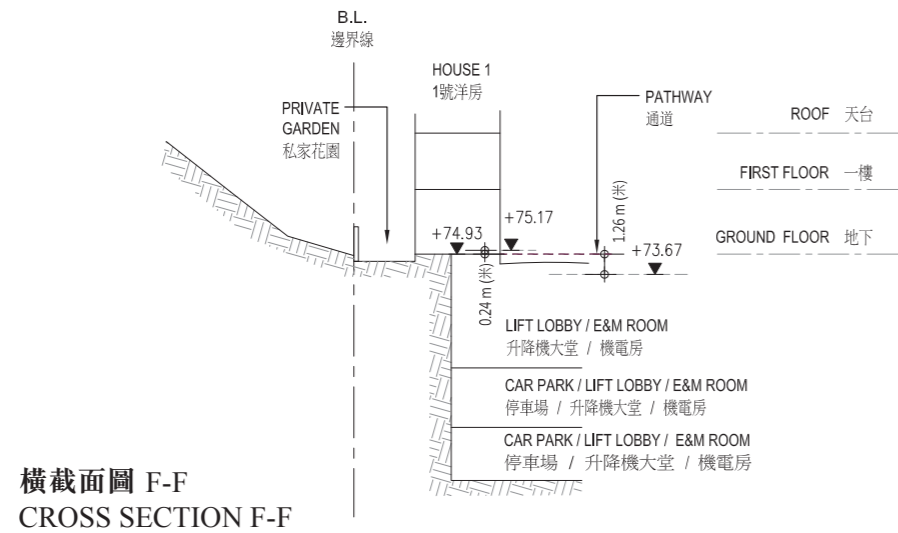 B.L.
邊界線
HOUSE 1
1號洋房
PRIVATE
GARDEN
私家花園
PATHWAY
通道
ROOF 天台
FIRST FLOOR 一樓
GROUND FLOOR 地下
+74.93
+75.17
1.26 m (米)
+73.67
0.24 m (米)
LIFT LOBBY / E&M ROOM
升降機大堂 / 機電房
CAR PARK / LIFT LOBBY / E&M ROOM
停車場 / 升降機大堂 / 機電房
CAR PARK / LIFT LOBBY / E&M ROOM
停車場 / 升降機大堂 / 機電房
橫截面圖 F-F
CROSS SECTION F-F